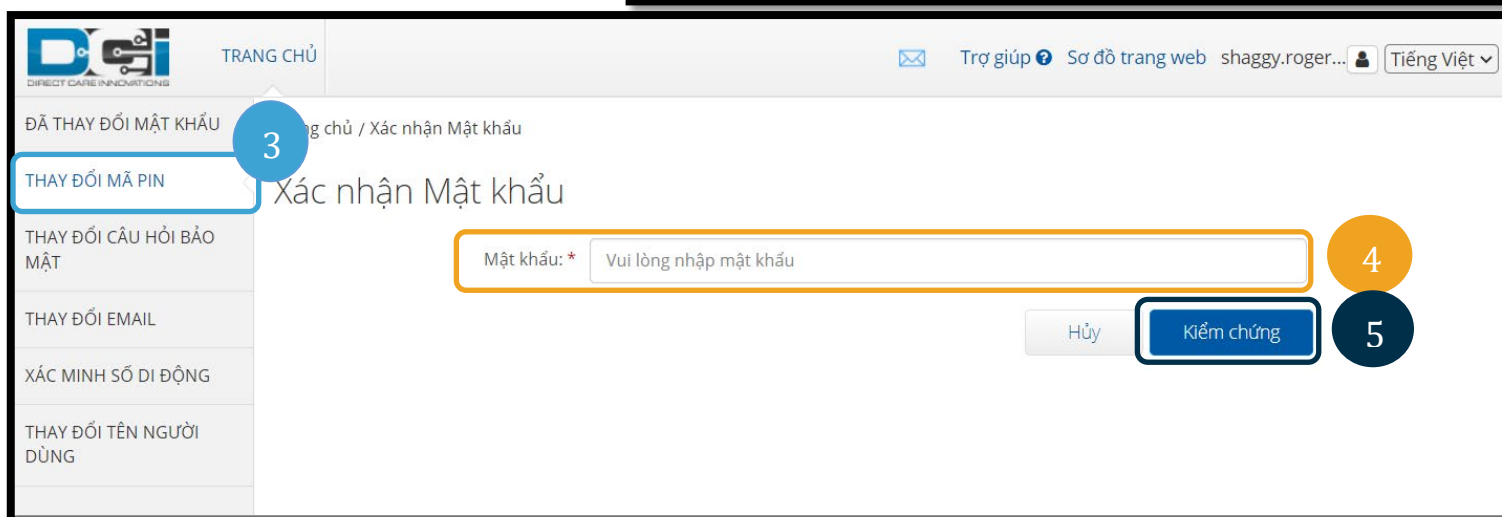 DCI
DIRECT CARE INNOVATIONS
TRANG CHỦ
Trợ giúp Sơ đồ trang web shaggy.roger... Tiếng Việt
ĐÃ THAY ĐỔI MẬT KHẨU
3
chủ / Xác nhận Mật khẩu
THAY ĐỔI MÃ PIN
Xác nhận Mật khẩu
THAY ĐỔI CÂU HỎI BẢO
MẬT
Mật khẩu: * Vui lòng nhập mật khẩu
4
THAY ĐỔI EMAIL
Hủy Kiểm chứng
5
XÁC MINH SỐ DI ĐỘNG
THAY ĐỔI TÊN NGƯỜI
DÙNG